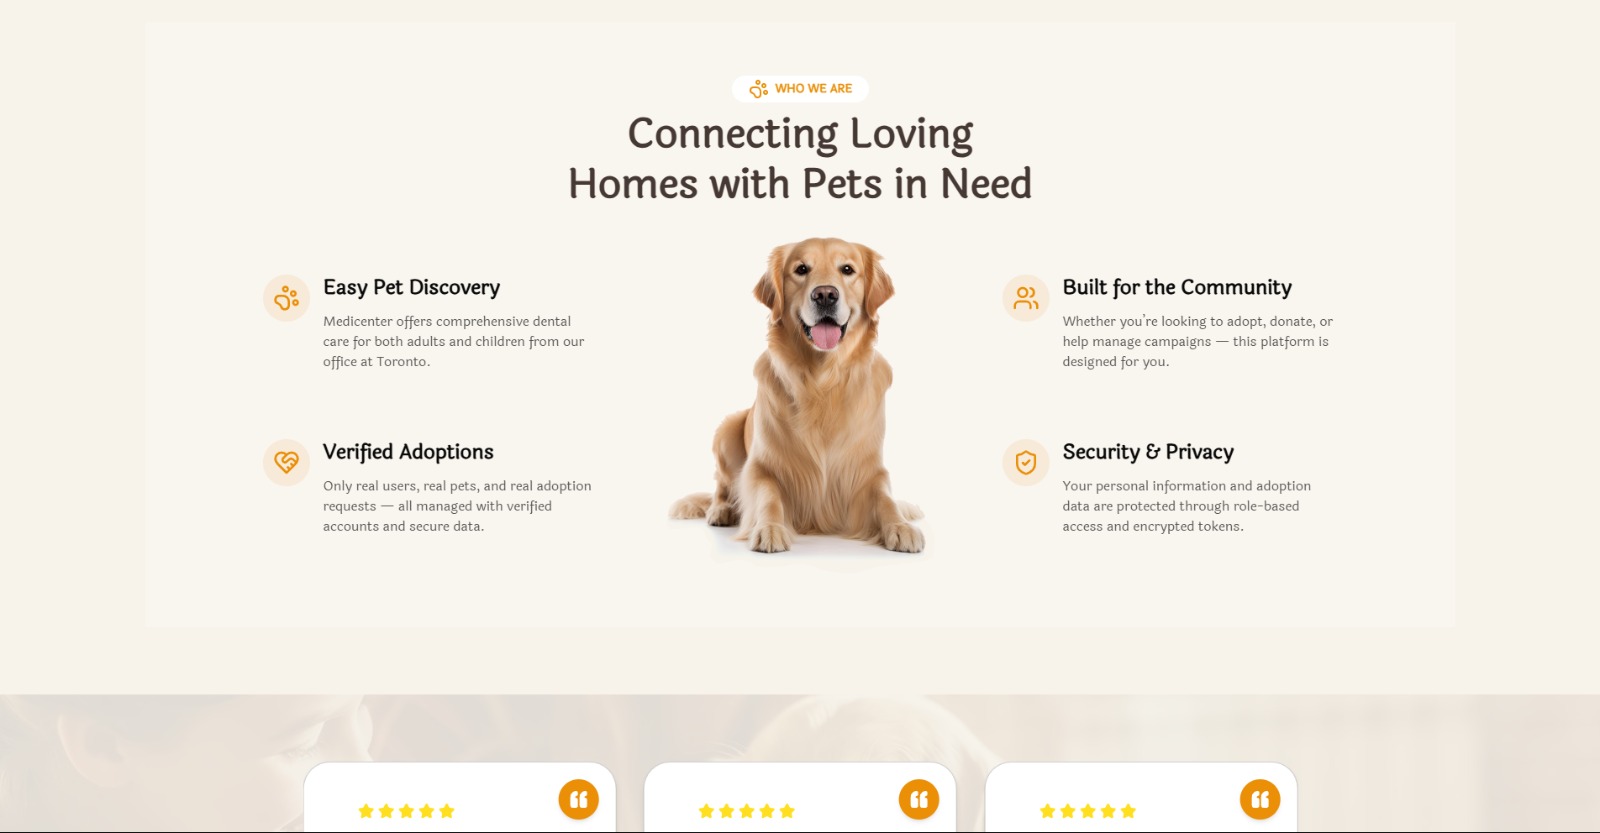 WHO WE ARE
Connecting Loving
Homes with Pets in Need
Easy Pet Discovery
Medicenter offers comprehensive dental
care for both adults and children from our
office at Toronto.
Verified Adoptions
Only real users, real pets, and real adoption
requests — all managed with verified
accounts and secure data.
Built for the Community
Whether you're looking to adopt, donate, or
help manage campaigns — this platform is
designed for you.
Security & Privacy
Your personal information and adoption
data are protected through role-based
access and encrypted tokens.